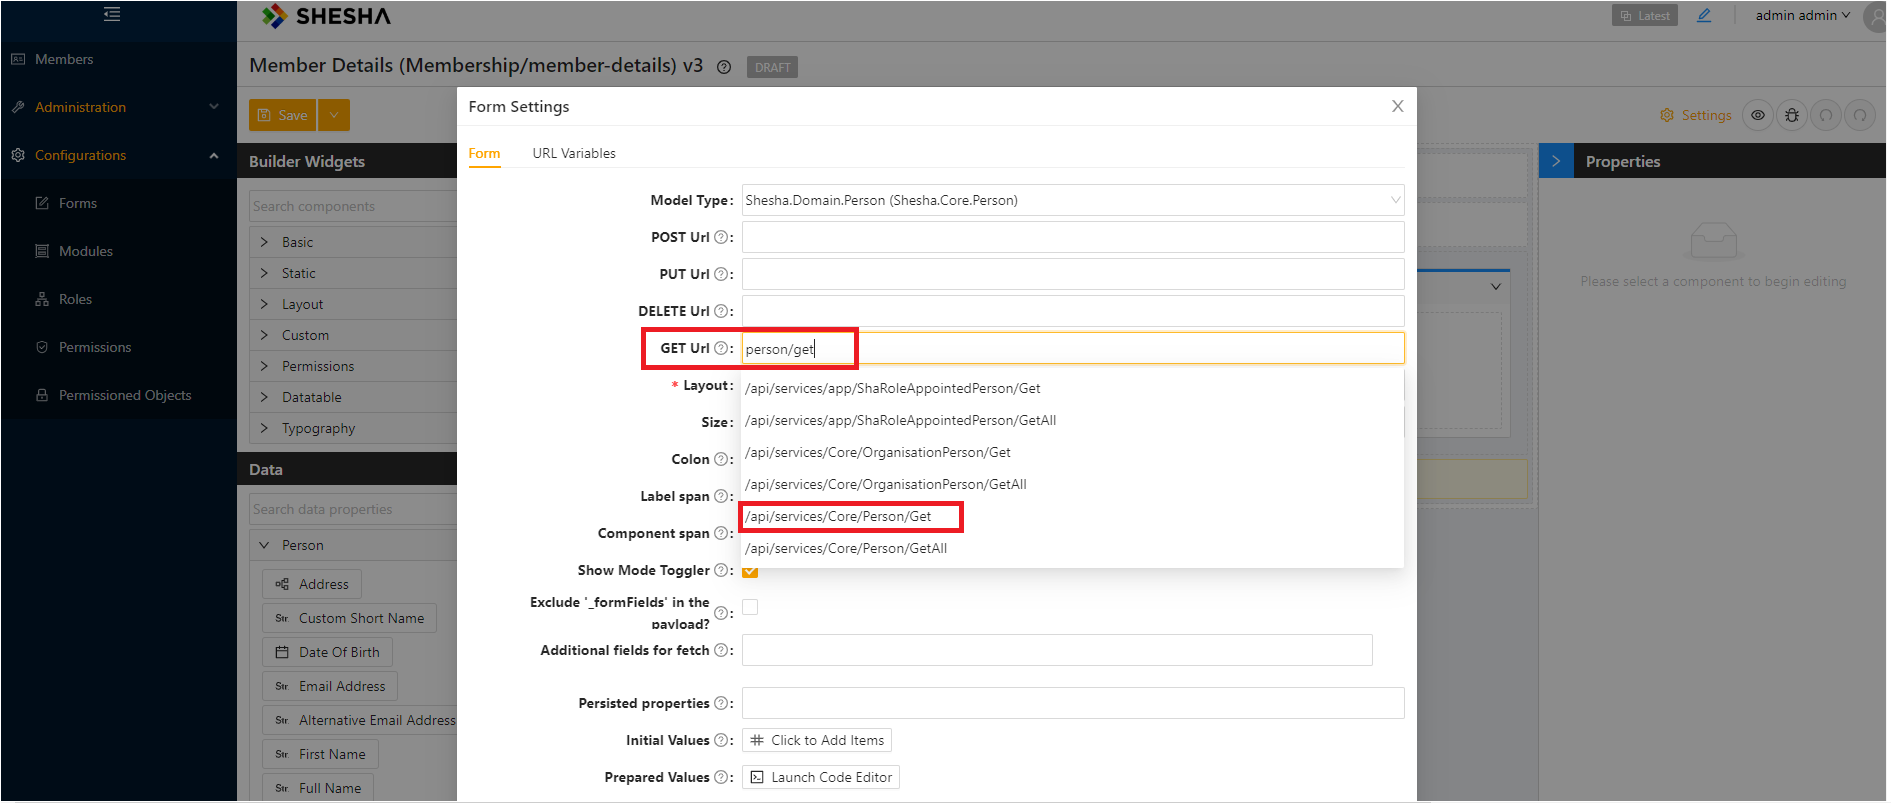 SHESHA
Latest
admin admin
Members
Administration
Configurations
Forms
Modules
Roles
Permissions
Permissioned Objects
Member Details (Membership/member-details) v3
DRAFT
Save
Settings
Builder Widgets
Search components
Basic
Static
Layout
Custom
Permissions
Datatable
Typography
Data
Search data properties
Person
Address
Str. Custom Short Name
Date Of Birth
Str. Email Address
Str. Alternative Email Address
Str. First Name
Str. Full Name
Form Settings
Form URL Variables
Model Type: Shesha.Domain.Person (Shesha.Core.Person)
POST Url ? :
PUT Url ? :
DELETE Url ? :
GET Url ? : person/get
* Layout:
/api/services/app/ShaRoleAppointedPerson/Get
Size:
/api/services/app/ShaRoleAppointedPerson/GetAll
Colon ? :
/api/services/Core/OrganisationPerson/Get
Label span ? :
/api/services/Core/OrganisationPerson/GetAll
Component span ? :
/api/services/Core/Person/Get
/api/services/Core/Person/GetAll
Show Mode Toggler ? :
Exclude '_formFields' in the
payload? ? :
Additional fields for fetch ? :
Persisted properties ? :
Initial Values ? : Click to Add Items
Prepared Values ? : Launch Code Editor
Properties
Please select a component to begin editing